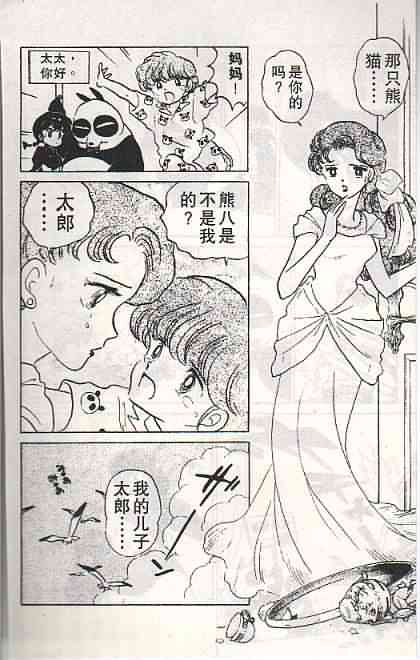 那只熊
猫……
是你的
吗？
妈妈！
太太，
你好。
熊八是
不是我
的？
太郎
……
我的儿子
太郎……